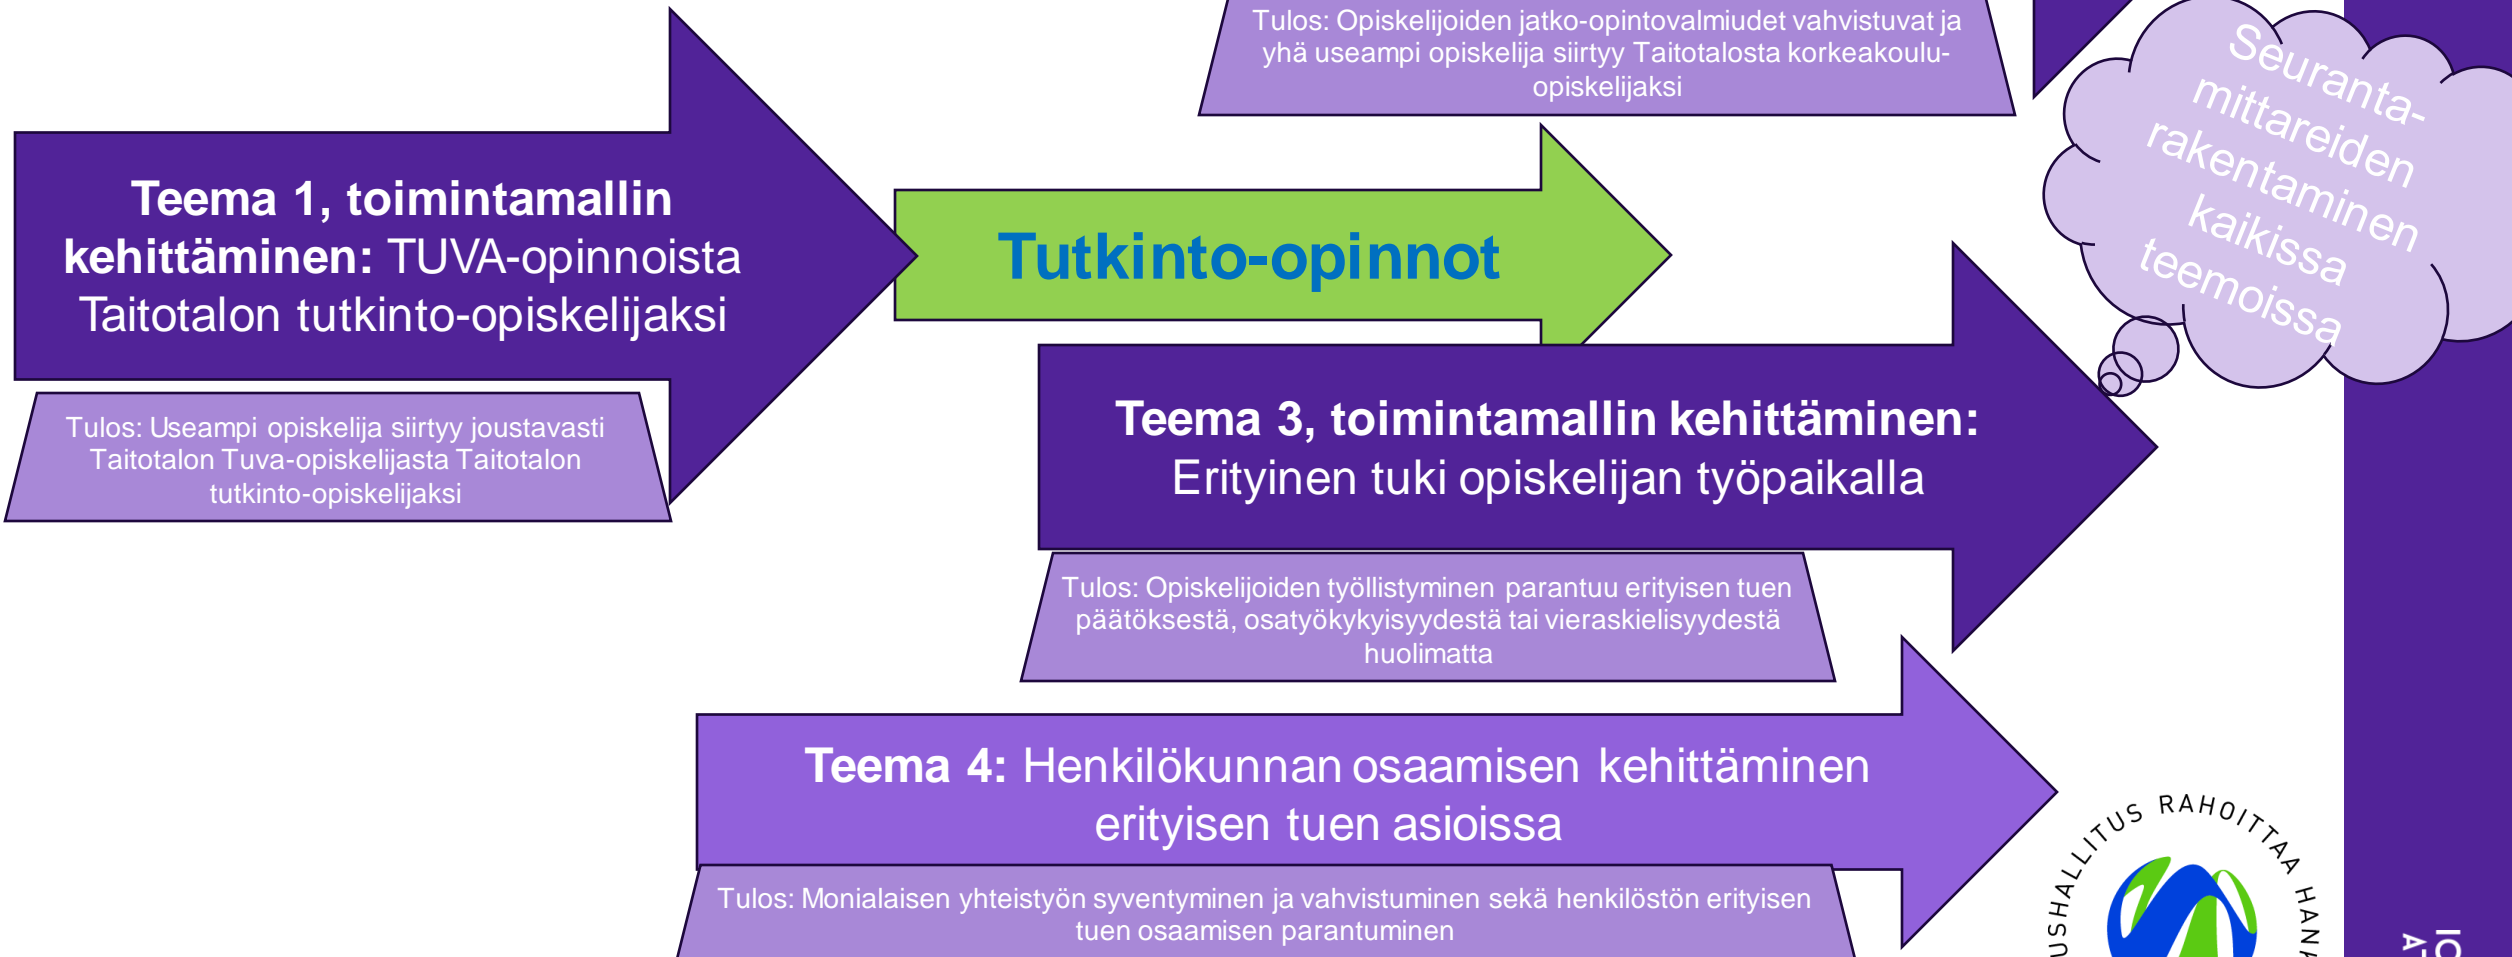 Tulos: Opiskelijoiden jatko-opintovalmiudet vahvistuvat ja
yhä useampi opiskelija siirtyy Taitotalosta korkeakoulu-
opiskelijaksi
Seuranta-
mittareiden
rakentaminen
kaikissa
teemoissa
Teema 1, toimintamallin
kehittäminen: TUVA-opinnoista
Taitotalon tutkinto-opiskelijaksi
Tutkinto-opinnot
Tulos: Useampi opiskelija siirtyy joustavasti
Taitotalon Tuva-opiskelijasta Taitotalon
tutkinto-opiskelijaksi
Teema 3, toimintamallin kehittäminen:
Erityinen tuki opiskelijan työpaikalla
Tulos: Opiskelijoiden työllistyminen parantuu erityisen tuen
päätöksestä, osatyökykyisyydestä tai vieraskielisyydestä
huolimatta
Teema 4: Henkilökunnan osaamisen kehittäminen
erityisen tuen asioissa
Tulos: Monialaisen yhteistyön syventyminen ja vahvistuminen sekä henkilöstön erityisen
tuen osaamisen parantuminen
USHALLITUS RAHOITTAA HANA